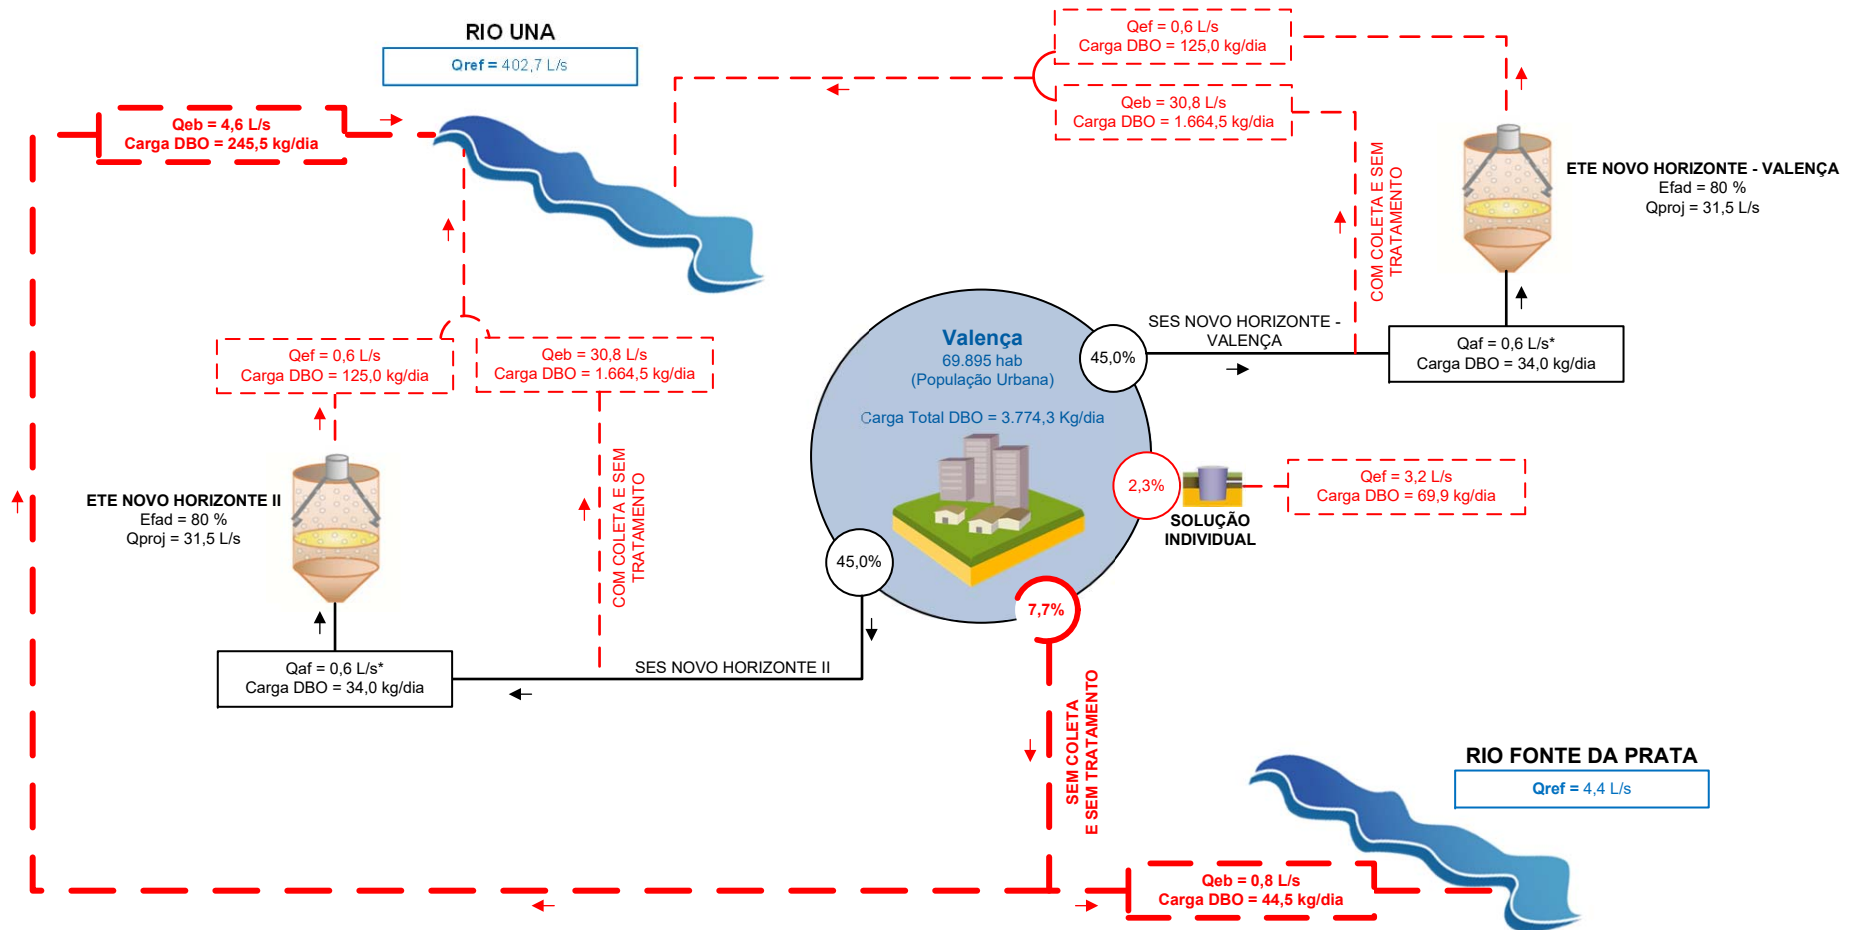 RIO UNA
Qref = 402,7 L/s
Qef = 0,6 L/s
Carga DBO = 125,0 kg/dia
Qeb = 30,8 L/s
Carga DBO = 1.664,5 kg/dia
Qeb = 4,6 L/s
Carga DBO = 245,5 kg/dia
ETE NOVO HORIZONTE - VALENÇA
Efad = 80 %
Qproj = 31,5 L/s
COM COLETA E SEM
TRATAMENTO
SES NOVO HORIZONTE -
VALENÇA
Qaf = 0,6 L/s*
Carga DBO = 34,0 kg/dia
Valença
69.895 hab
(População Urbana)
Carga Total DBO = 3.774,3 Kg/dia
45,0%
2,3%
SOLUÇÃO
INDIVIDUAL
Qef = 3,2 L/s
Carga DBO = 69,9 kg/dia
45,0%
7,7%
Qef = 0,6 L/s
Carga DBO = 125,0 kg/dia
Qeb = 30,8 L/s
Carga DBO = 1.664,5 kg/dia
ETE NOVO HORIZONTE II
Efad = 80 %
Qproj = 31,5 L/s
COM COLETA E SEM
TRATAMENTO
Qaf = 0,6 L/s*
Carga DBO = 34,0 kg/dia
SES NOVO HORIZONTE II
SEM COLETA
E SEM TRATAMENTO
RIO FONTE DA PRATA
Qref = 4,4 L/s
Qeb = 0,8 L/s
Carga DBO = 44,5 kg/dia